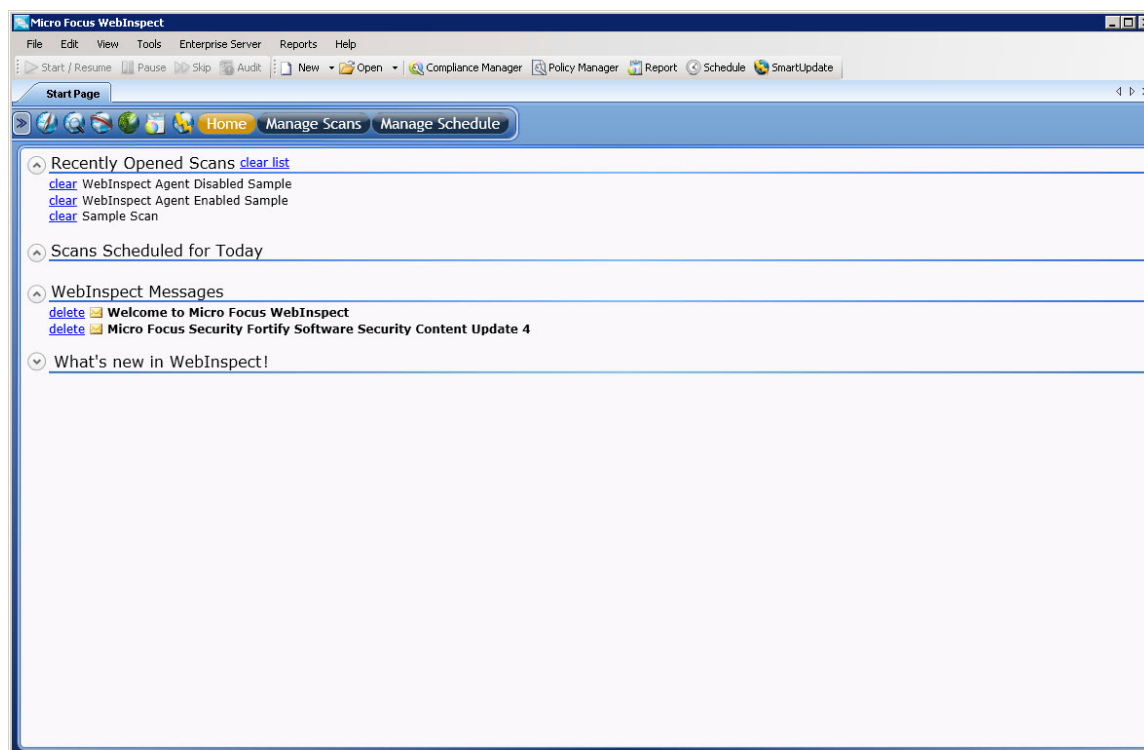 Micro Focus WebInspect
File Edit View Tools Enterprise Server Reports Help
Start / Resume Pause Skip Audit New Open Compliance Manager Policy Manager Report Schedule SmartUpdate
Start Page
Home Manage Scans Manage Schedule
Recently Opened Scans clear list
clear WebInspect Agent Disabled Sample
clear WebInspect Agent Enabled Sample
clear Sample Scan
Scans Scheduled for Today
WebInspect Messages
delete Welcome to Micro Focus WebInspect
delete Micro Focus Security Fortify Software Security Content Update 4
What's new in WebInspect!